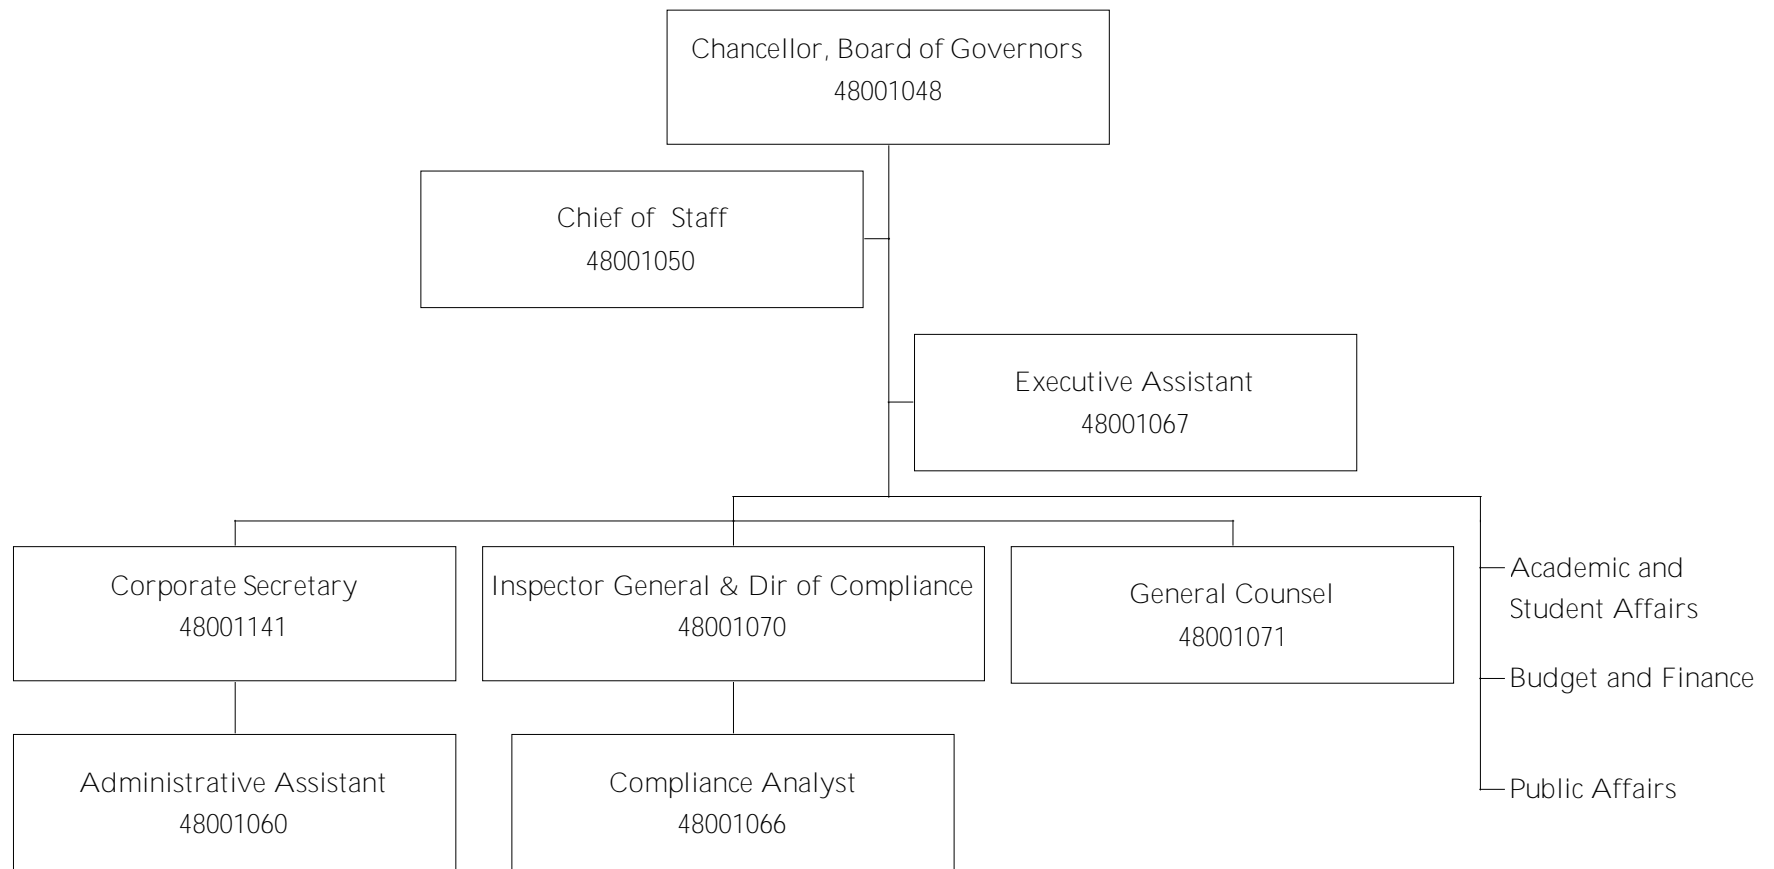 Chancellor, Board of Governors
48001048
Chief of Staff
48001050
Executive Assistant
48001067
Corporate Secretary
48001141
Inspector General & Dir of Compliance
48001070
General Counsel
48001071
Academic and
Student Affairs
Budget and Finance
Public Affairs
Administrative Assistant
48001060
Compliance Analyst
48001066